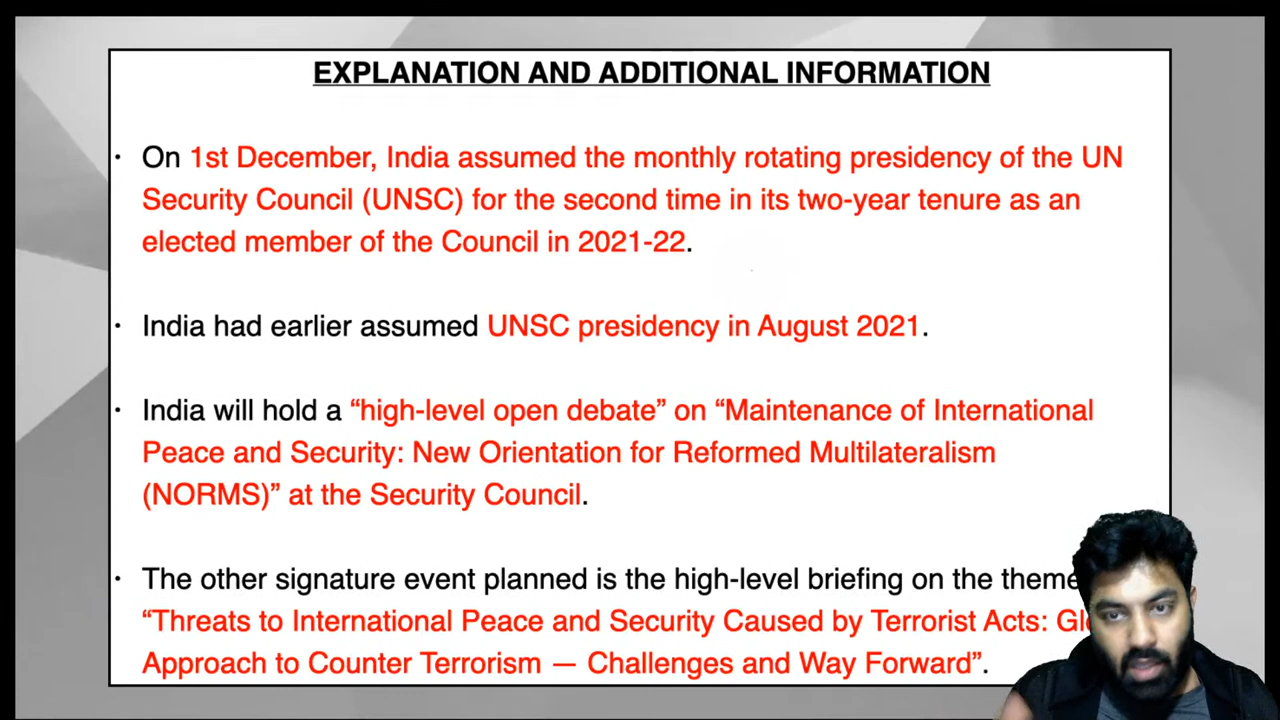 EXPLANATION AND ADDITIONAL INFORMATION
· On 1st December, India assumed the monthly rotating presidency of the UN
Security Council (UNSC) for the second time in its two-year tenure as an
elected member of the Council in 2021-22.
· India had earlier assumed UNSC presidency in August 2021.
· India will hold a “high-level open debate” on “Maintenance of International
Peace and Security: New Orientation for Reformed Multilateralism
(NORMS)” at the Security Council.
· The other signature event planned is the high-level briefing on the theme
“Threats to International Peace and Security Caused by Terrorist Acts:
Approach to Counter Terrorism — Challenges and Way Forward”.